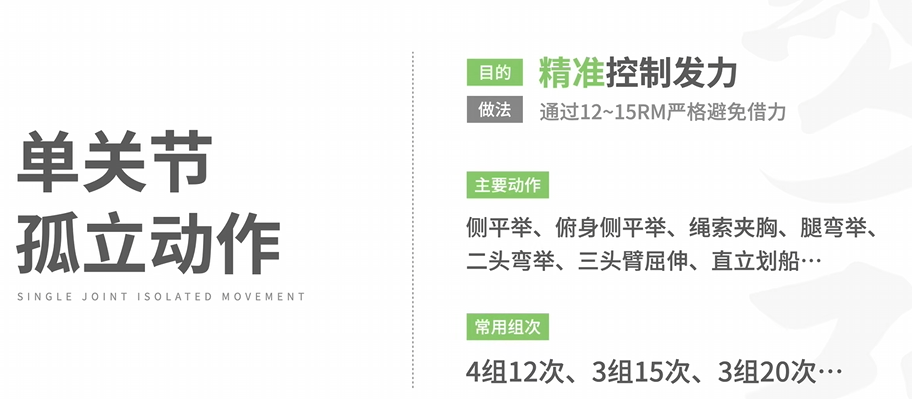 单关节
孤立动作
SINGLE JOINT ISOLATED MOVEMENT
目的 精准控制发力
做法 通过12~15RM严格避免借力
主要动作
侧平举、俯身侧平举、绳索夹胸、腿弯举、
二头弯举、三头臂屈伸、直立划船…
常用组次
4组12次、3组15次、3组20次…